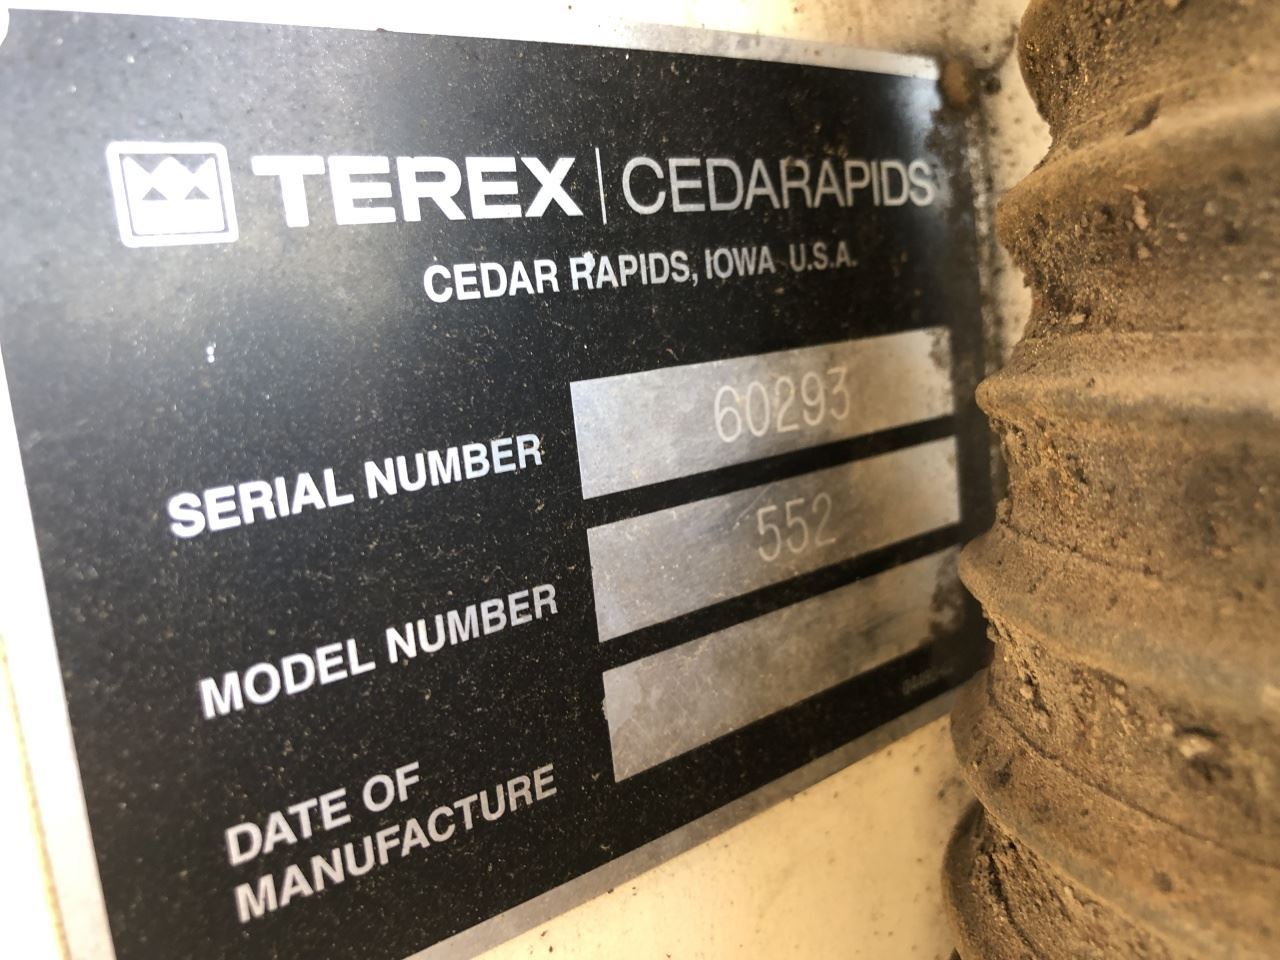 TEREX | CEDARAPIDS
CEDAR RAPIDS, IOWA U.S.A.
SERIAL NUMBER 60293
MODEL NUMBER 552
DATE OF
MANUFACTURE